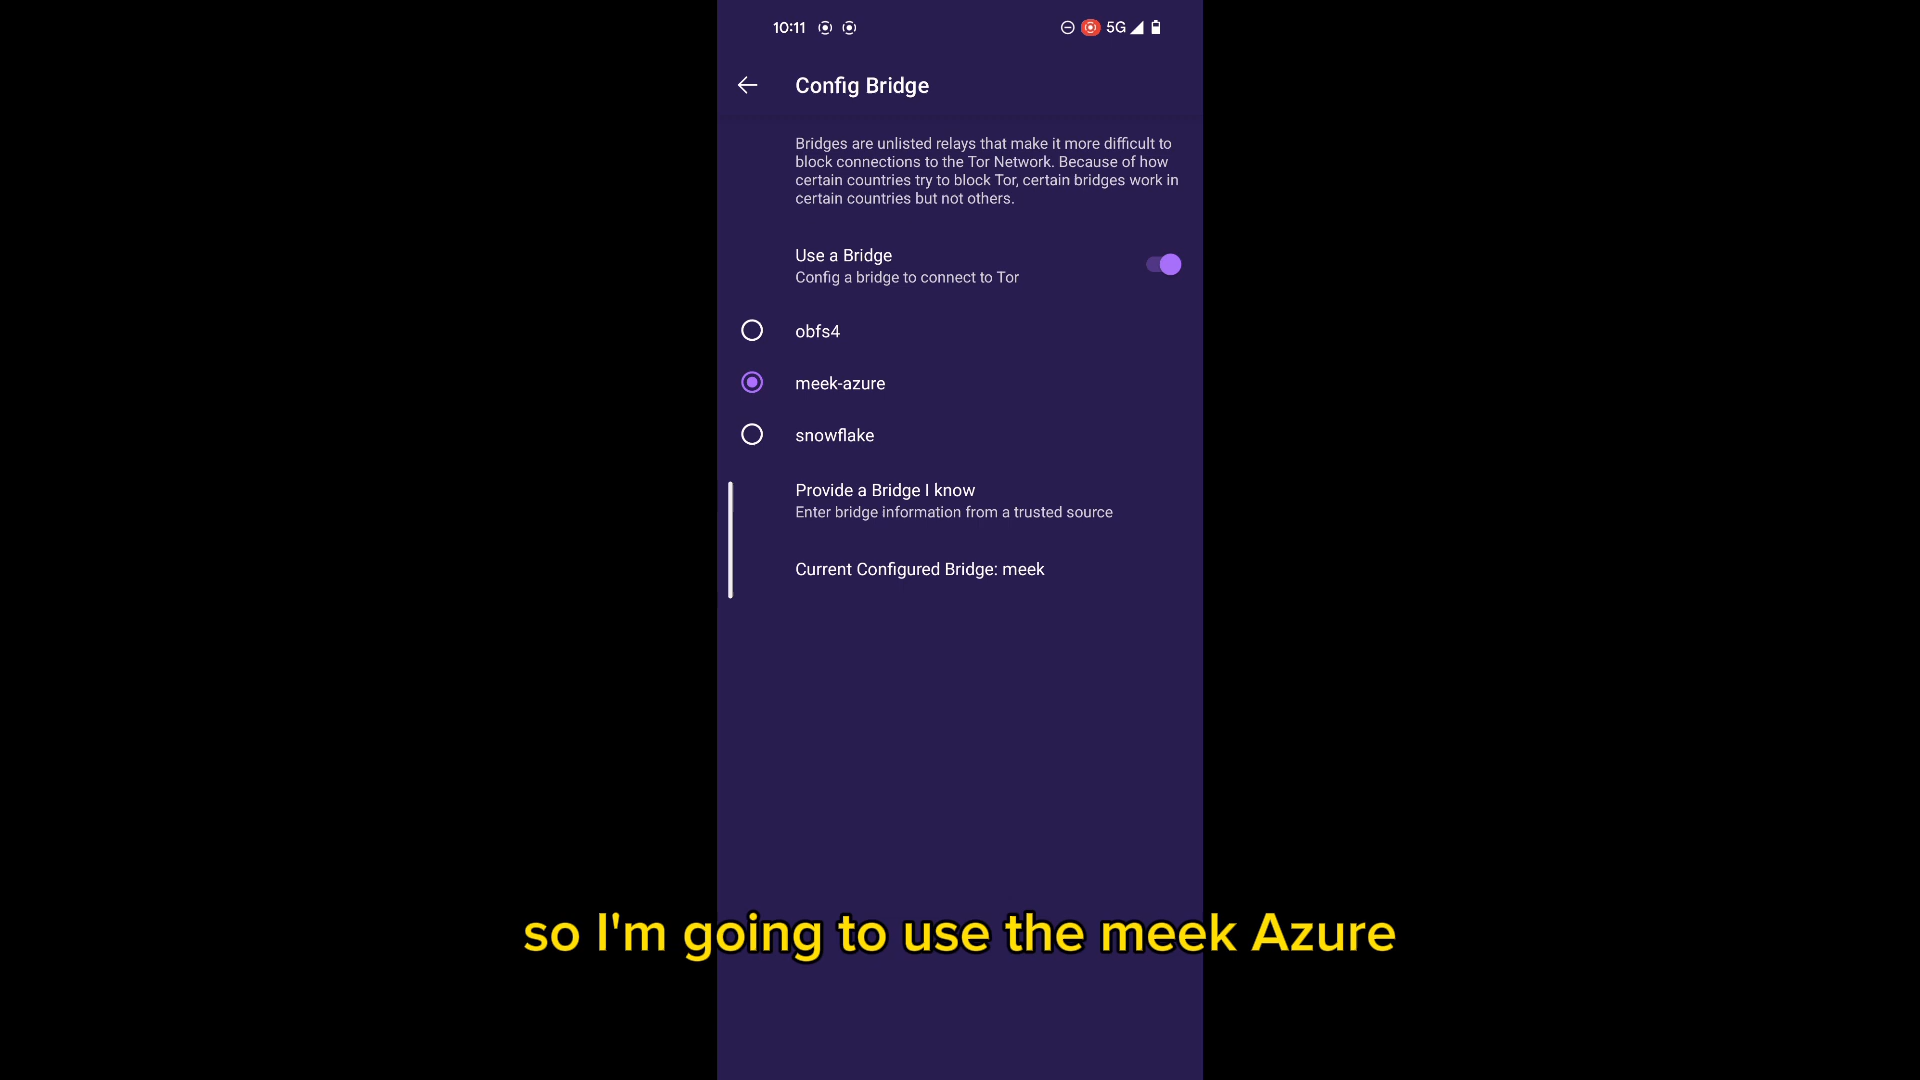 10:11
5G
Config Bridge
Bridges are unlisted relays that make it more difficult to
block connections to the Tor Network. Because of how
certain countries try to block Tor, certain bridges work in
certain countries but not others.
Use a Bridge
Config a bridge to connect to Tor
obfs4
meek-azure
snowflake
Provide a Bridge I know
Enter bridge information from a trusted source
Current Configured Bridge: meek
so I'm going to use the meek Azure